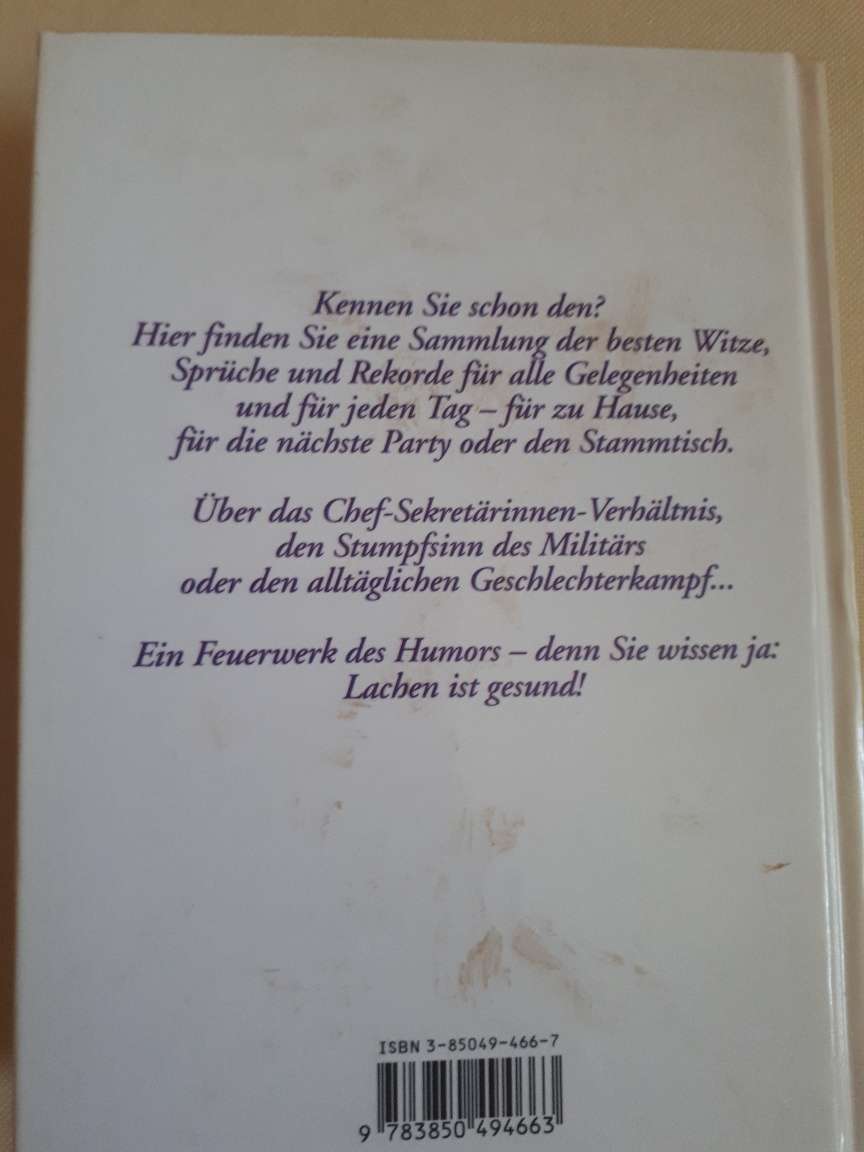 Kennen Sie schon den?
Hier finden Sie eine Sammlung der besten Witze,
Sprüche und Rekorde für alle Gelegenheiten
und für jeden Tag – für zu Hause,
für die nächste Party oder den Stammtisch.
Über das Chef-Sekretärinnen-Verhältnis,
den Stumpfsinn des Militärs
oder den alltäglichen Geschlechterkampf...
Ein Feuerwerk des Humors – denn Sie wissen ja:
Lachen ist gesund!
ISBN 3-85049-466-7
9 783850 494663